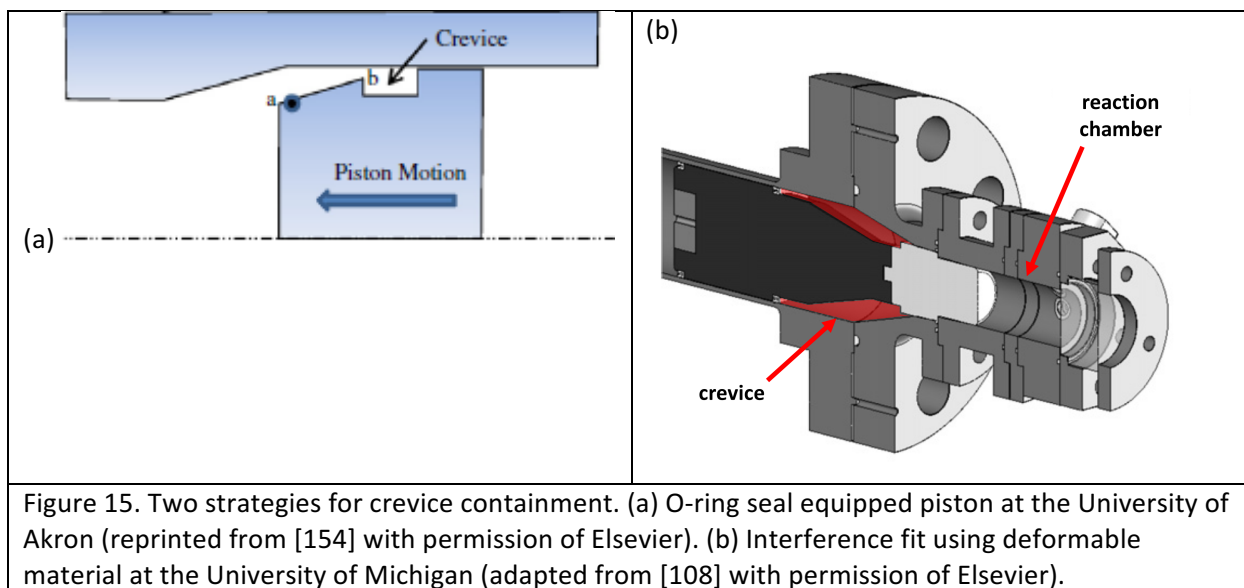 (a)
Crevice
b
a
Piston Motion
(b)
reaction
chamber
crevice
Figure 15. Two strategies for crevice containment. (a) O-ring seal equipped piston at the University of
Akron (reprinted from [154] with permission of Elsevier). (b) Interference fit using deformable
material at the University of Michigan (adapted from [108] with permission of Elsevier).